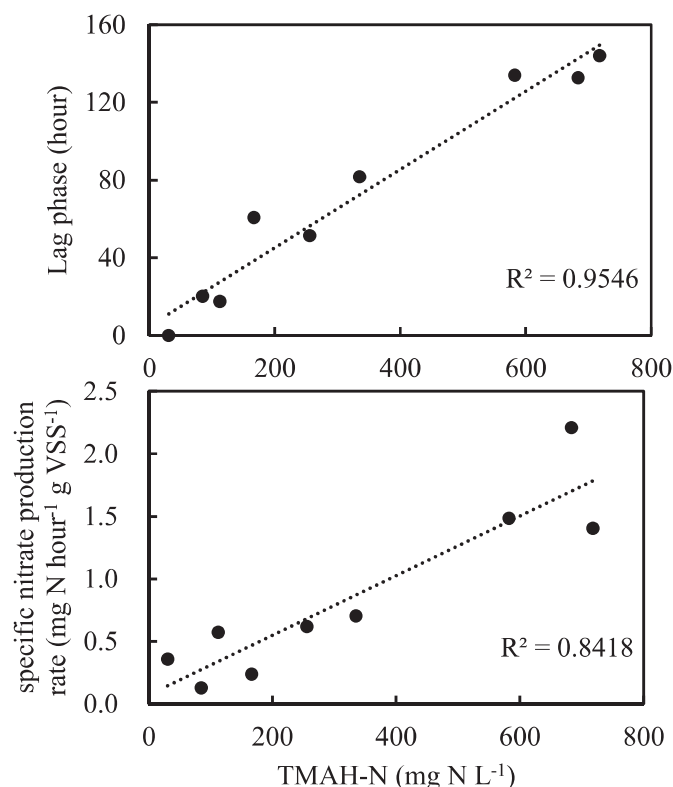 160
120
80
40
0
Lag phase (hour)
R² = 0.9546
0 200 400 600 800
2.5
2.0
1.5
1.0
0.5
0.0
specific nitrate production
rate (mg N hour⁻¹ g VSS⁻¹)
R² = 0.8418
0 200 400 600 800
TMAH-N (mg N L⁻¹)